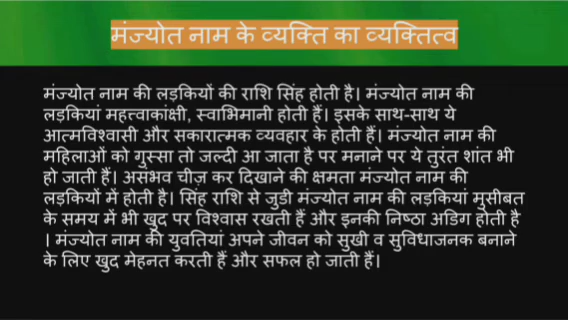 मंज्योत नाम के व्यक्ति का व्यक्तित्व
मंज्योत नाम की लड़कियों की राशि सिंह होती है। मंज्योत नाम की
लड़कियां महत्त्वाकांक्षी, स्वाभिमानी होती हैं। इसके साथ-साथ ये
आत्मविश्वासी और सकारात्मक व्यवहार के होती हैं। मंज्योत नाम की
महिलाओं को गुस्सा तो जल्दी आ जाता है पर मनाने पर ये तुरंत शांत भी
हो जाती हैं। असंभव चीज़ कर दिखाने की क्षमता मंज्योत नाम की
लड़कियों में होती है। सिंह राशि से जुडी मंज्योत नाम की लड़कियां मुसीबत
के समय में भी खुद पर विश्वास रखती हैं और इनकी निष्ठा अडिग होती है
। मंज्योत नाम की युवतियां अपने जीवन को सुखी व सुविधाजनक बनाने
के लिए खुद मेहनत करती हैं और सफल हो जाती हैं।